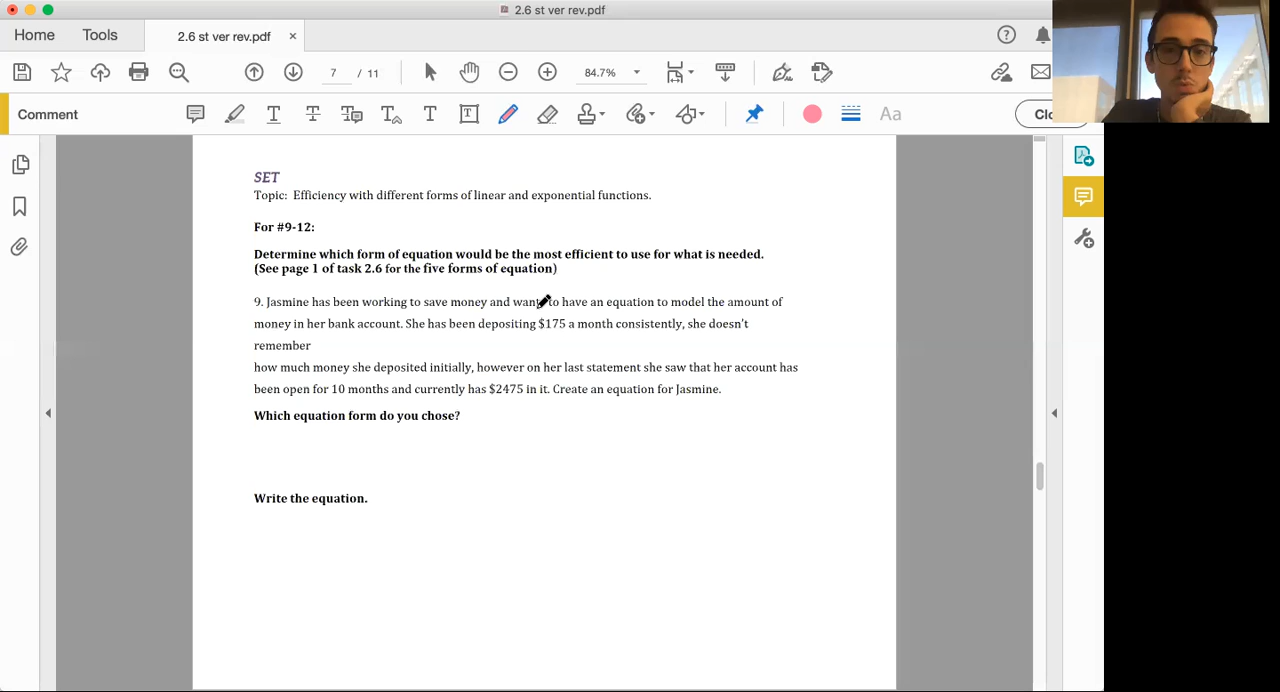 2.6 st ver rev.pdf
Home Tools 2.6 st ver rev.pdf ×
7 / 11 84.7%
Comment T T T T T Aa Clo
SET
Topic: Efficiency with different forms of linear and exponential functions.
For #9-12:
Determine which form of equation would be the most efficient to use for what is needed.
(See page 1 of task 2.6 for the five forms of equation)
9. Jasmine has been working to save money and wants to have an equation to model the amount of
money in her bank account. She has been depositing $175 a month consistently, she doesn't
remember
how much money she deposited initially, however on her last statement she saw that her account has
been open for 10 months and currently has $2475 in it. Create an equation for Jasmine.
Which equation form do you chose?
Write the equation.